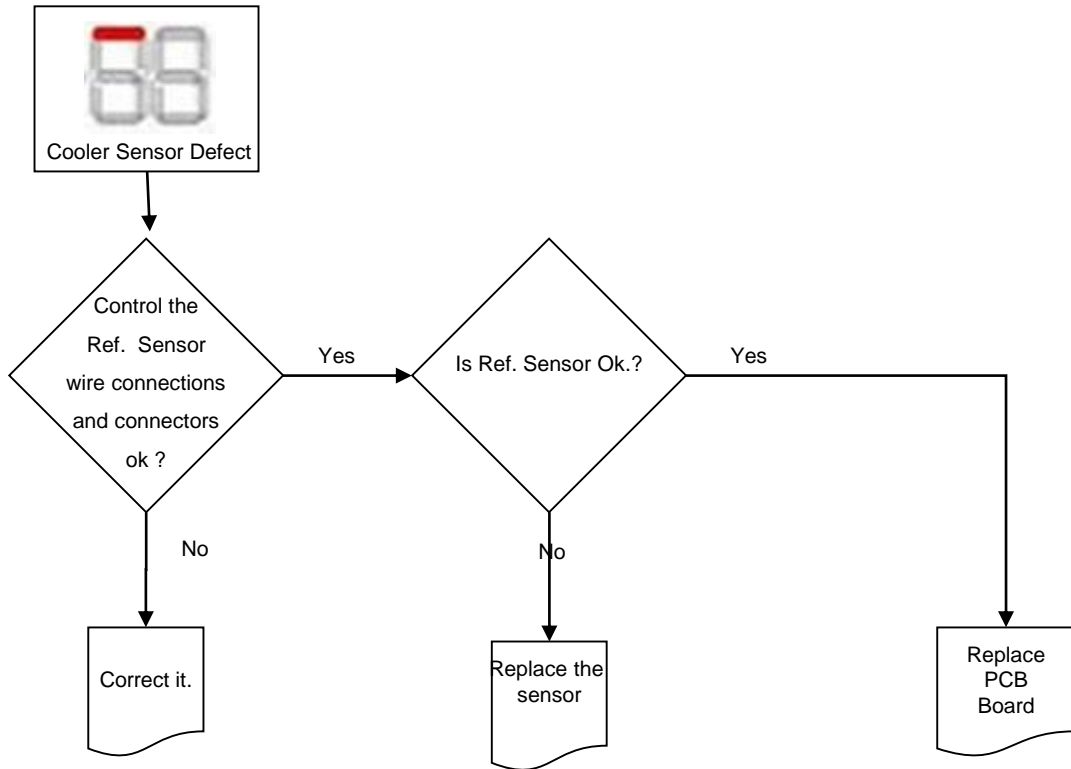 Cooler Sensor Defect
Control the
Ref. Sensor
wire connections
and connectors
ok ?
Yes
Is Ref. Sensor Ok.?
Yes
No
No
Correct it.
Replace the
sensor
Replace
PCB
Board